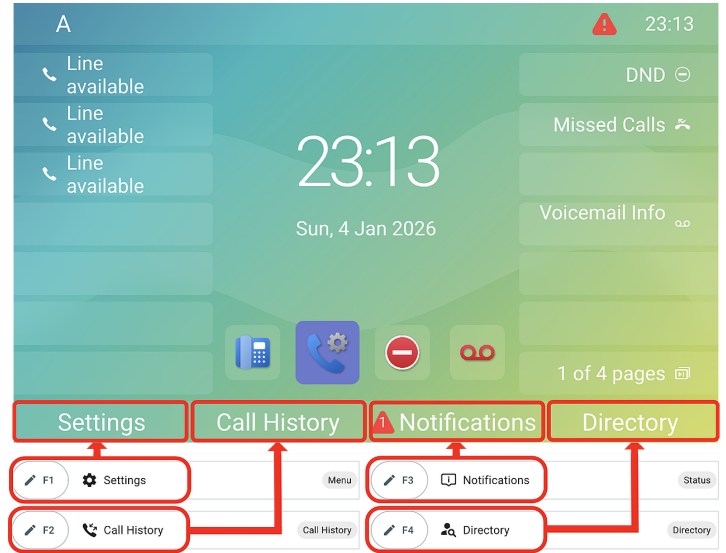 A
23:13
Line
available
DND
Line
available
Missed Calls
Line
available
23:13
Voicemail Info
Sun, 4 Jan 2026
1 of 4 pages
Settings
Call History
1 Notifications
Directory
F1 Settings Menu
F3 Notifications Status
F2 Call History Call History
F4 Directory Directory